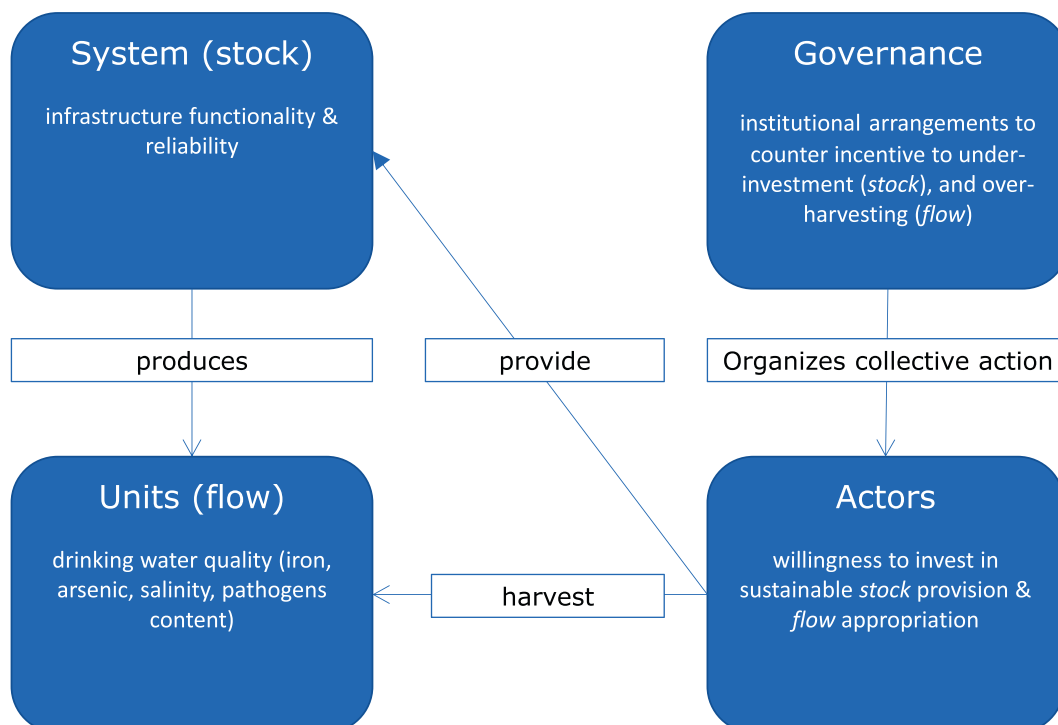 System (stock)
infrastructure functionality &
reliability
Governance
institutional arrangements to
counter incentive to under-
investment (stock), and over-
harvesting (flow)
produces
provide
Organizes collective action
Units (flow)
drinking water quality (iron,
arsenic, salinity, pathogens
content)
harvest
Actors
willingness to invest in
sustainable stock provision &
flow appropriation